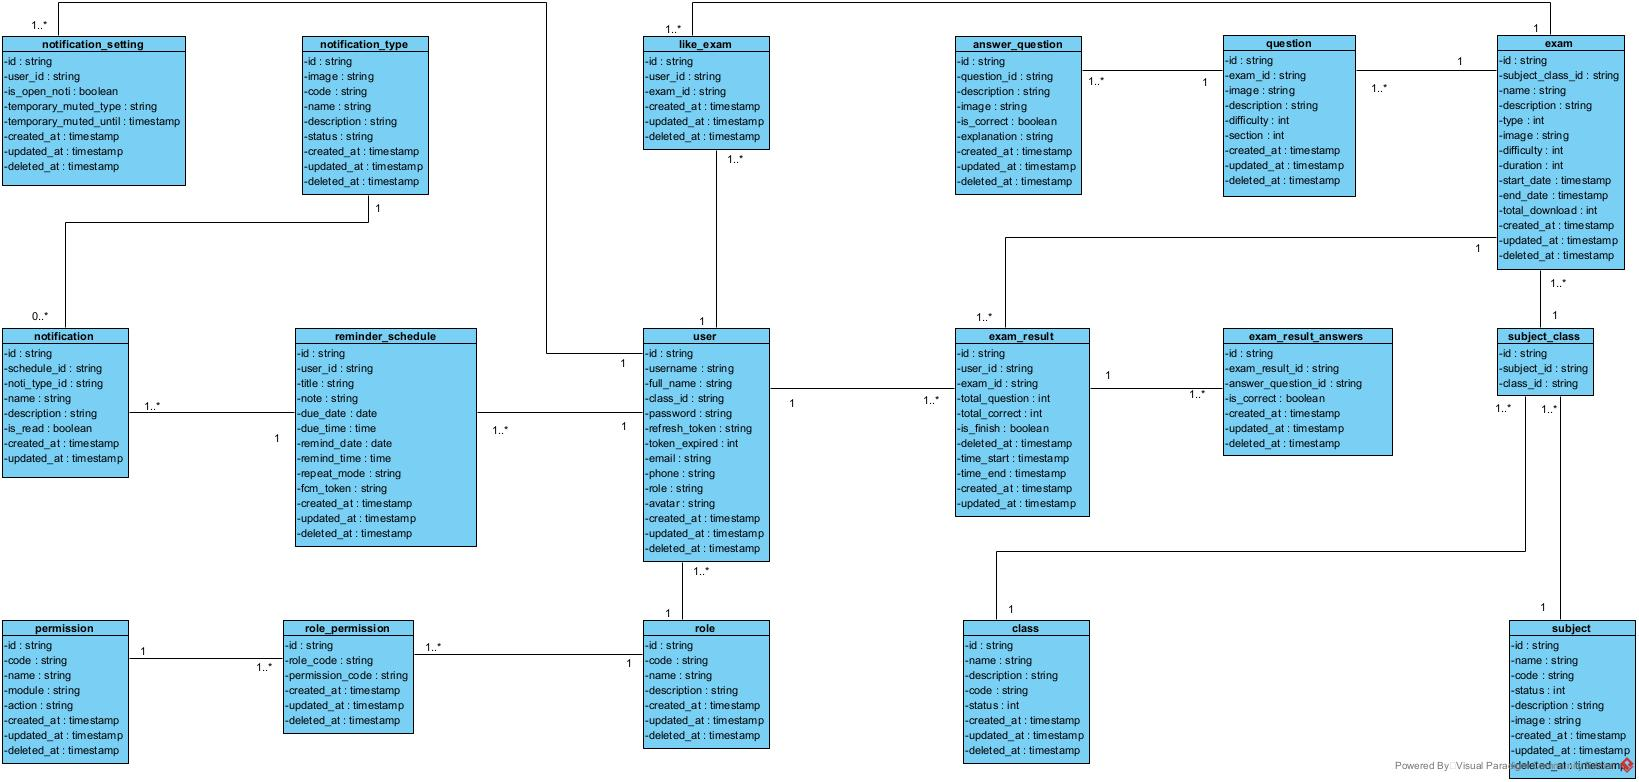 1..*
1..*
1
notification_setting
-id : string
-user_id : string
-is_open_noti : boolean
-temporary_muted_type : string
-temporary_muted_until : timestamp
-created_at : timestamp
-updated_at : timestamp
-deleted_at : timestamp
notification_type
-id : string
-image : string
-code : string
-name : string
-description : string
-status : string
-created_at : timestamp
-updated_at : timestamp
-deleted_at : timestamp
1
like_exam
-id : string
-user_id : string
-exam_id : string
-created_at : timestamp
-updated_at : timestamp
-deleted_at : timestamp
1..*
answer_question
-id : string
-question_id : string
-description : string
-image : string
-is_correct : boolean
-explanation : string
-created_at : timestamp
-updated_at : timestamp
-deleted_at : timestamp
1..*
1
question
-id : string
-exam_id : string
-image : string
-description : string
-difficulty : int
-section : int
-created_at : timestamp
-updated_at : timestamp
-deleted_at : timestamp
1..*
1
exam
-id : string
-subject_class_id : string
-name : string
-description : string
-type : int
-image : string
-difficulty : int
-duration : int
-start_date : timestamp
-end_date : timestamp
-total_download : int
-created_at : timestamp
-updated_at : timestamp
-deleted_at : timestamp
1
1..*
0..*
1
1..*
1
notification
-id : string
-schedule_id : string
-noti_type_id : string
-name : string
-description : string
-is_read : boolean
-created_at : timestamp
-updated_at : timestamp
1..*
1
reminder_schedule
-id : string
-user_id : string
-title : string
-note : string
-due_date : date
-due_time : time
-remind_date : date
-remind_time : time
-repeat_mode : string
-fcm_token : string
-created_at : timestamp
-updated_at : timestamp
-deleted_at : timestamp
1..*
1
1
user
-id : string
-username : string
-full_name : string
-class_id : string
-password : string
-refresh_token : string
-token_expired : int
-email : string
-phone : string
-role : string
-avatar : string
-created_at : timestamp
-updated_at : timestamp
-deleted_at : timestamp
1
1..*
exam_result
-id : string
-user_id : string
-exam_id : string
-total_question : int
-total_correct : int
-is_finish : boolean
-deleted_at : timestamp
-time_start : timestamp
-time_end : timestamp
-created_at : timestamp
-updated_at : timestamp
1
1..*
exam_result_answers
-id : string
-exam_result_id : string
-answer_question_id : string
-is_correct : boolean
-created_at : timestamp
-updated_at : timestamp
-deleted_at : timestamp
subject_class
-id : string
-subject_id : string
-class_id : string
1..*
1..*
1..*
1
1
1
permission
-id : string
-code : string
-name : string
-module : string
-action : string
-created_at : timestamp
-updated_at : timestamp
-deleted_at : timestamp
1
1..*
role_permission
-id : string
-role_code : string
-permission_code : string
-created_at : timestamp
-updated_at : timestamp
-deleted_at : timestamp
1..*
1
role
-id : string
-code : string
-name : string
-description : string
-created_at : timestamp
-updated_at : timestamp
-deleted_at : timestamp
class
-id : string
-name : string
-description : string
-code : string
-status : int
-created_at : timestamp
-updated_at : timestamp
-deleted_at : timestamp
subject
-id : string
-name : string
-code : string
-status : int
-description : string
-image : string
-created_at : timestamp
-updated_at : timestamp
-deleted_at : timestamp
Powered By Visual